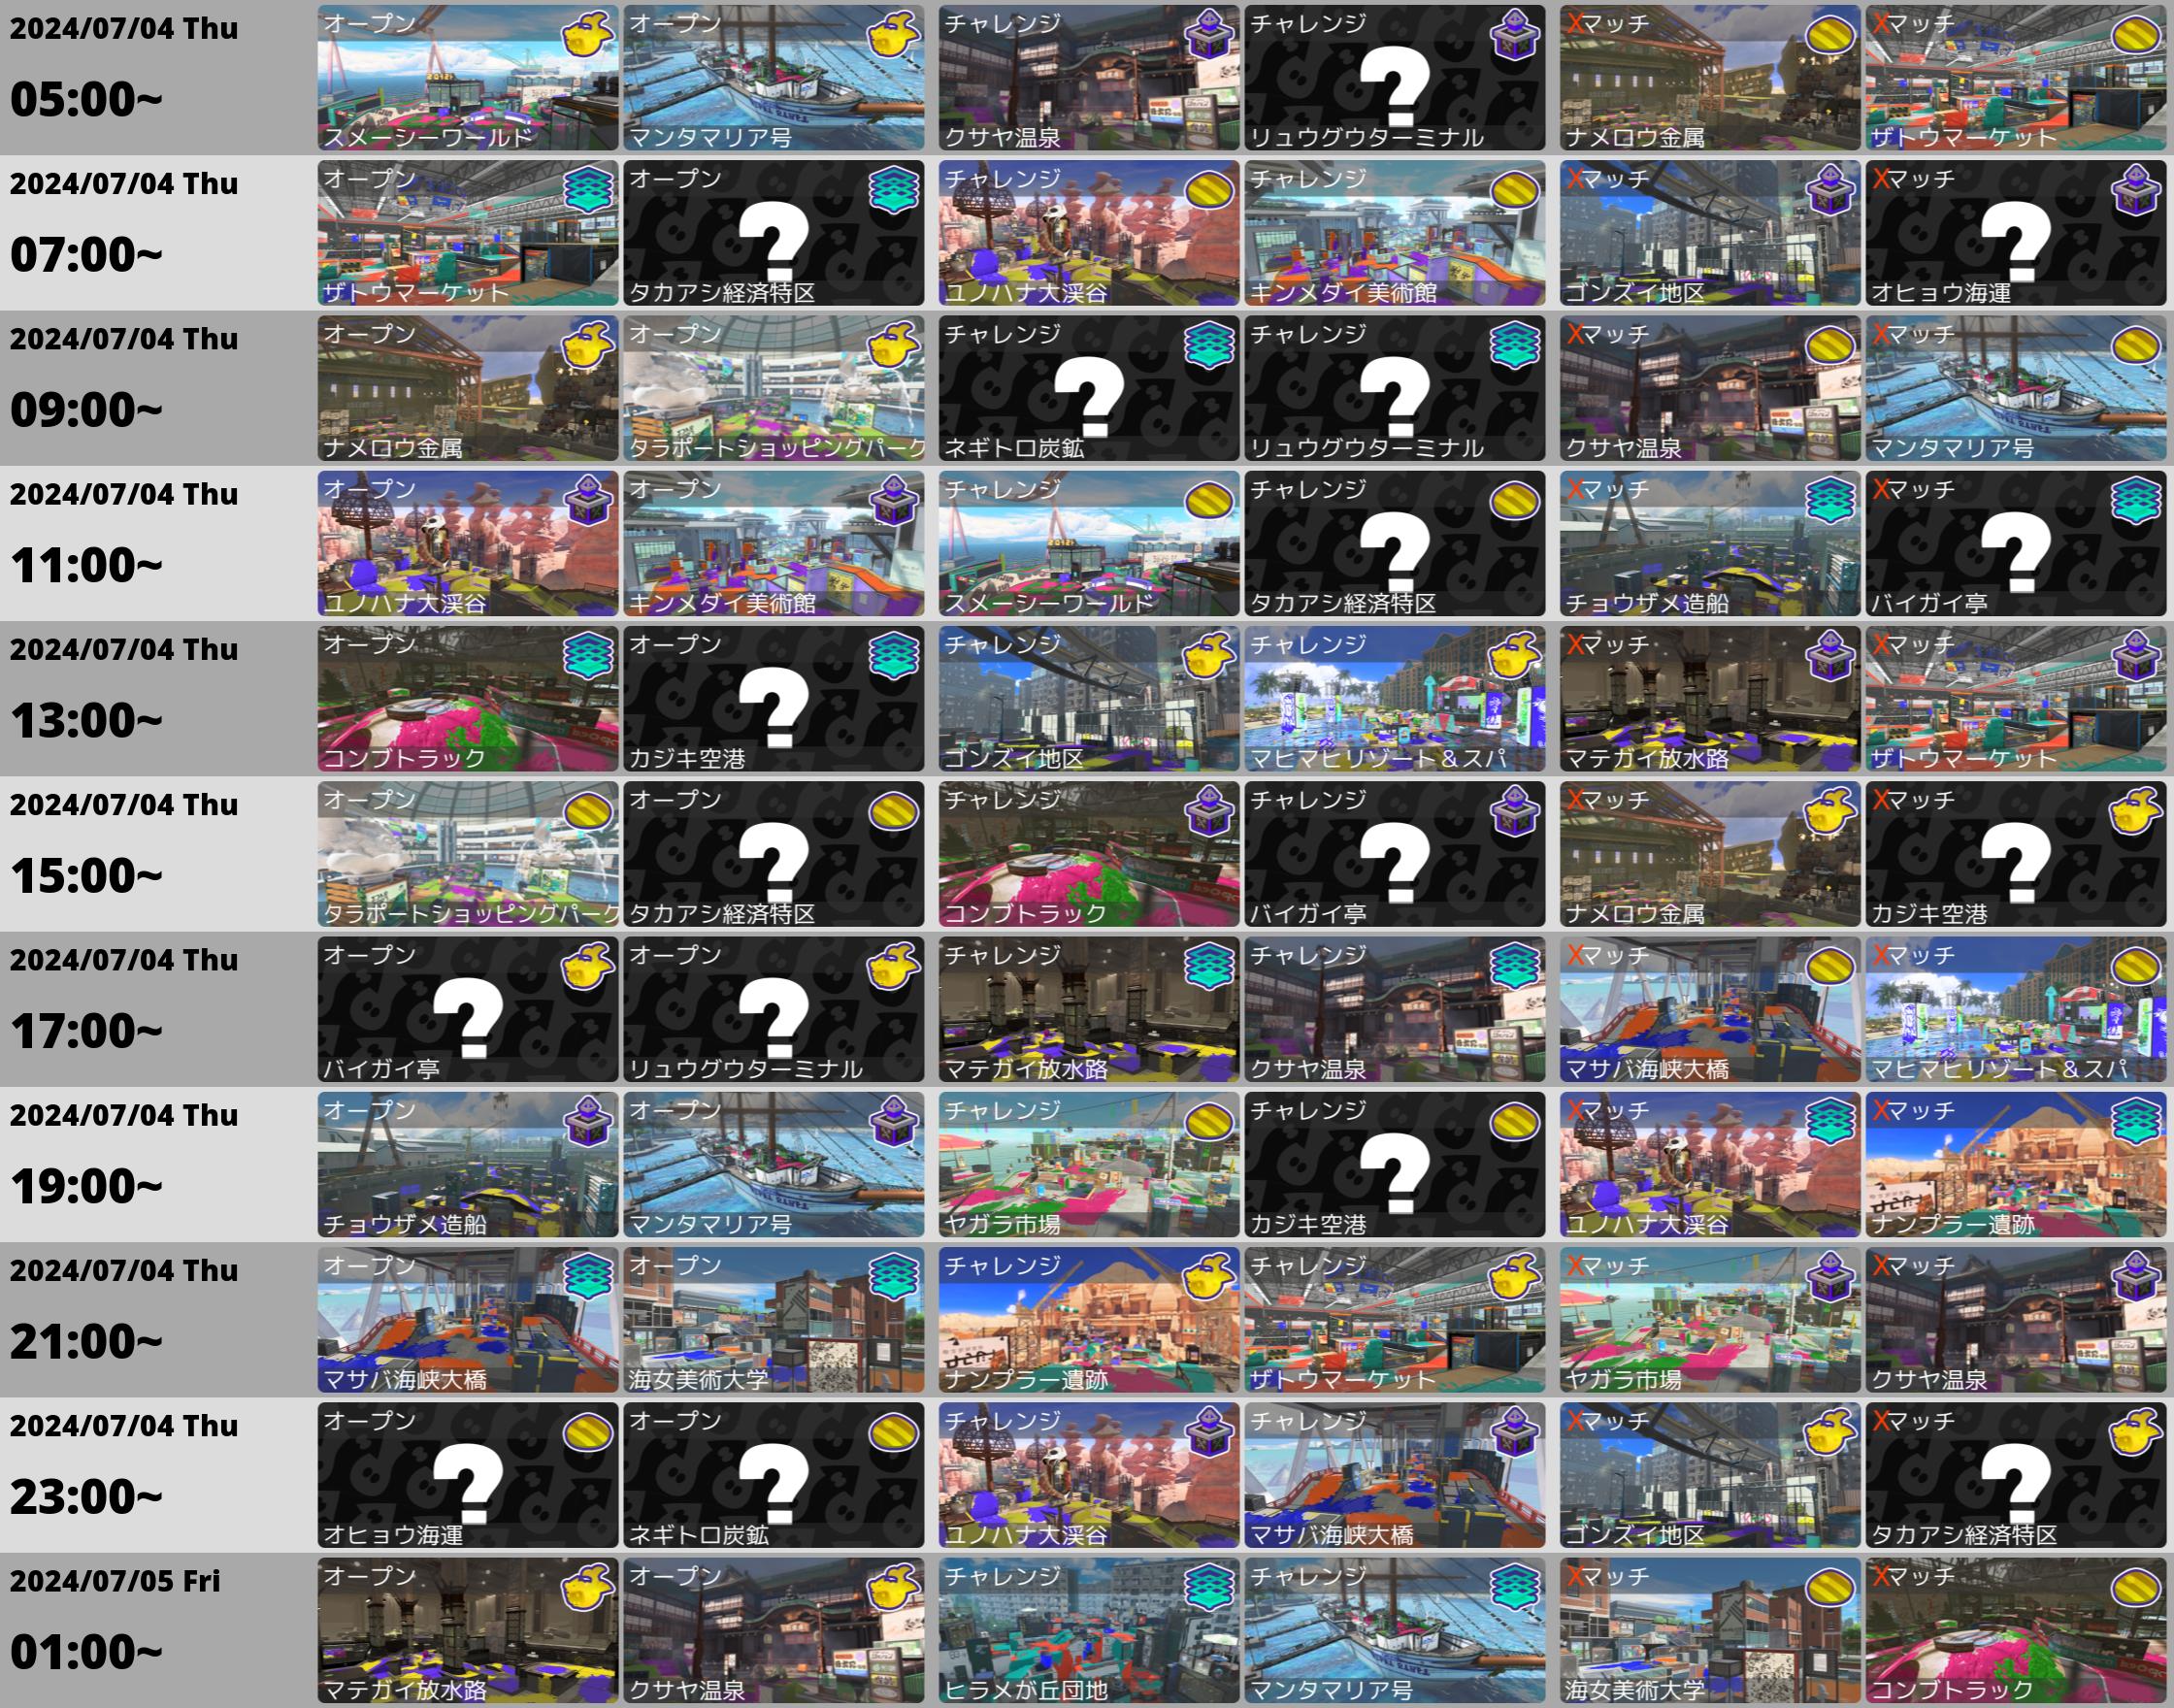 2024/07/04 Thu
05:00~
オープン
スメーシーワールド
オープン
マンタマリア号
チャレンジ
クサヤ温泉
チャレンジ
リュウグウターミナル
Xマッチ
ナメロウ金属
Xマッチ
ザトウマーケット
2024/07/04 Thu
07:00~
オープン
ザトウマーケット
オープン
タカアシ経済特区
チャレンジ
ユノハナ大渓谷
チャレンジ
キンメダイ美術館
Xマッチ
ゴンズイ地区
Xマッチ
オヒョウ海運
2024/07/04 Thu
09:00~
オープン
ナメロウ金属
オープン
タラポートショッピングパーク
チャレンジ
ネギトロ炭鉱
チャレンジ
リュウグウターミナル
Xマッチ
クサヤ温泉
Xマッチ
マンタマリア号
2024/07/04 Thu
11:00~
オープン
ユノハナ大渓谷
オープン
キンメダイ美術館
チャレンジ
スメーシーワールド
チャレンジ
タカアシ経済特区
Xマッチ
チョウザメ造船
Xマッチ
バイガイ亭
2024/07/04 Thu
13:00~
オープン
コンブトラック
オープン
カジキ空港
チャレンジ
ゴンズイ地区
チャレンジ
マヒマヒリゾート＆スパ
Xマッチ
マテガイ放水路
Xマッチ
ザトウマーケット
2024/07/04 Thu
15:00~
オープン
タラポートショッピングパーク
オープン
タカアシ経済特区
チャレンジ
コンブトラック
チャレンジ
バイガイ亭
Xマッチ
ナメロウ金属
Xマッチ
カジキ空港
2024/07/04 Thu
17:00~
オープン
バイガイ亭
オープン
リュウグウターミナル
チャレンジ
マテガイ放水路
チャレンジ
クサヤ温泉
Xマッチ
マサバ海峡大橋
Xマッチ
マヒマヒリゾート＆スパ
2024/07/04 Thu
19:00~
オープン
チョウザメ造船
オープン
マンタマリア号
チャレンジ
ヤガラ市場
チャレンジ
カジキ空港
Xマッチ
ユノハナ大渓谷
Xマッチ
ナンプラー遺跡
2024/07/04 Thu
21:00~
オープン
マサバ海峡大橋
オープン
海女美術大学
チャレンジ
ナンプラー遺跡
チャレンジ
ザトウマーケット
Xマッチ
ヤガラ市場
Xマッチ
クサヤ温泉
2024/07/04 Thu
23:00~
オープン
オヒョウ海運
オープン
ネギトロ炭鉱
チャレンジ
ユノハナ大渓谷
チャレンジ
マサバ海峡大橋
Xマッチ
ゴンズイ地区
Xマッチ
タカアシ経済特区
2024/07/05 Fri
01:00~
オープン
マテガイ放水路
オープン
クサヤ温泉
チャレンジ
ヒラメが丘団地
チャレンジ
マンタマリア号
Xマッチ
海女美術大学
Xマッチ
コンブトラック